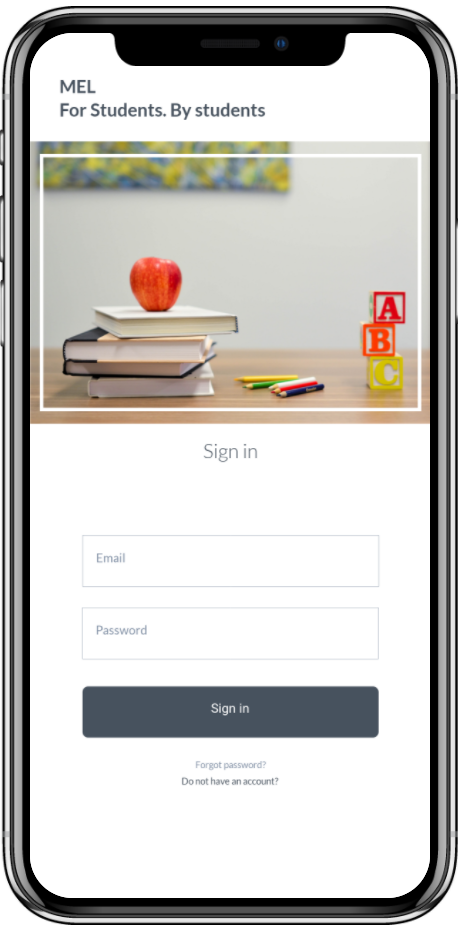 MEL
For Students. By students
A
B
C
Sign in
Email
Password
Sign in
Forgot password?
Do not have an account?